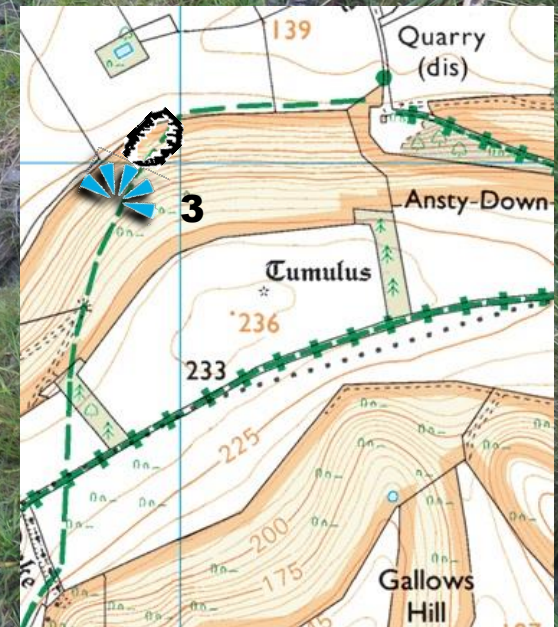 139
Quarry
(dis)
3
Ansty-Down
Tumulus
236
233
225
200
175
Gallows
Hill